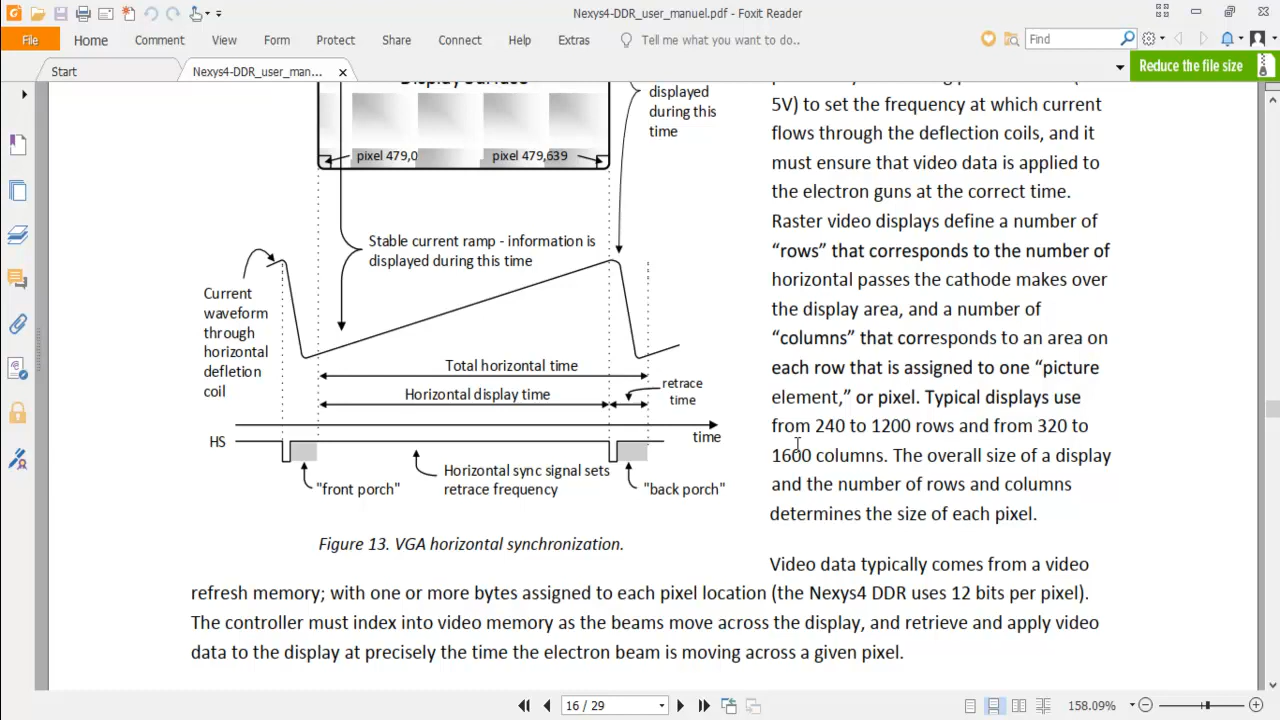 Nexys4-DDR_user_manuel.pdf - Foxit Reader
File Home Comment View Form Protect Share Connect Help Extras Tell me what you want to do.. Find
Start Nexys4-DDR_user_man... Reduce the file size
displayed
during this
time
pixel 479,0 pixel 479,639
Stable current ramp - information is
displayed during this time
Current
waveform
through
horizontal
defletion
coil
Total horizontal time
retrace
time
Horizontal display time
HS
time
Horizontal sync signal sets
retrace frequency
"front porch"
"back porch"
Figure 13. VGA horizontal synchronization.
5V) to set the frequency at which current
flows through the deflection coils, and it
must ensure that video data is applied to
the electron guns at the correct time.
Raster video displays define a number of
“rows” that corresponds to the number of
horizontal passes the cathode makes over
the display area, and a number of
“columns” that corresponds to an area on
each row that is assigned to one “picture
element,” or pixel. Typical displays use
from 240 to 1200 rows and from 320 to
1600 columns. The overall size of a display
and the number of rows and columns
determines the size of each pixel.
Video data typically comes from a video
refresh memory; with one or more bytes assigned to each pixel location (the Nexys4 DDR uses 12 bits per pixel).
The controller must index into video memory as the beams move across the display, and retrieve and apply video
data to the display at precisely the time the electron beam is moving across a given pixel.
16 / 29 158.09%